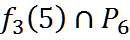 f₃(5) ∩ P₆